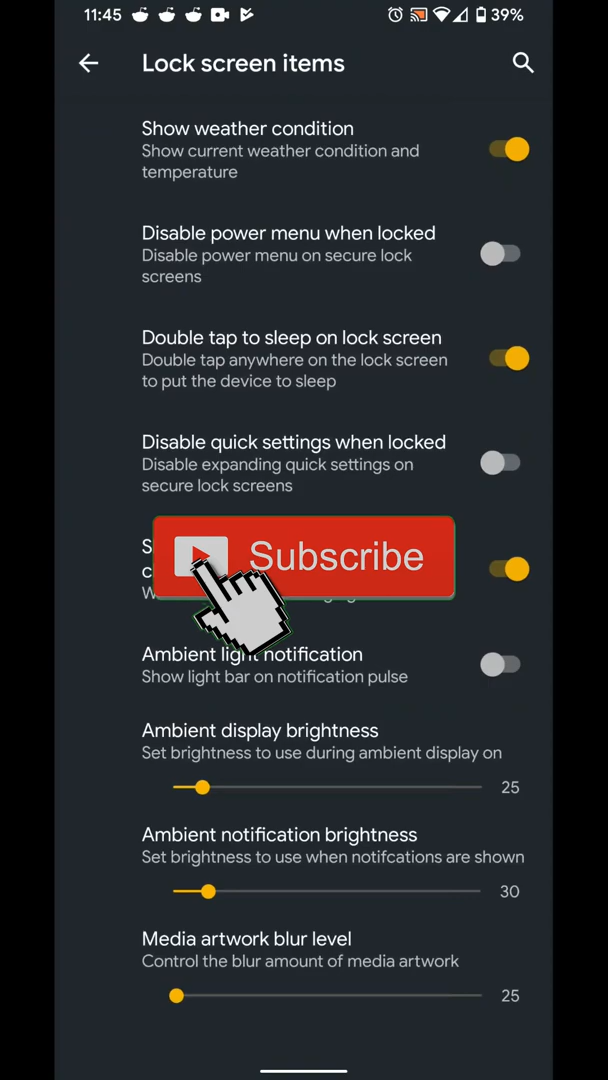 11:45
39%
Lock screen items
Show weather condition
Show current weather condition and
temperature
Disable power menu when locked
Disable power menu on secure lock
screens
Double tap to sleep on lock screen
Double tap anywhere on the lock screen
to put the device to sleep
Disable quick settings when locked
Disable expanding quick settings on
secure lock screens
Subscribe
Ambient light notification
Show light bar on notification pulse
Ambient display brightness
Set brightness to use during ambient display on
25
Ambient notification brightness
Set brightness to use when notifcations are shown
30
Media artwork blur level
Control the blur amount of media artwork
25